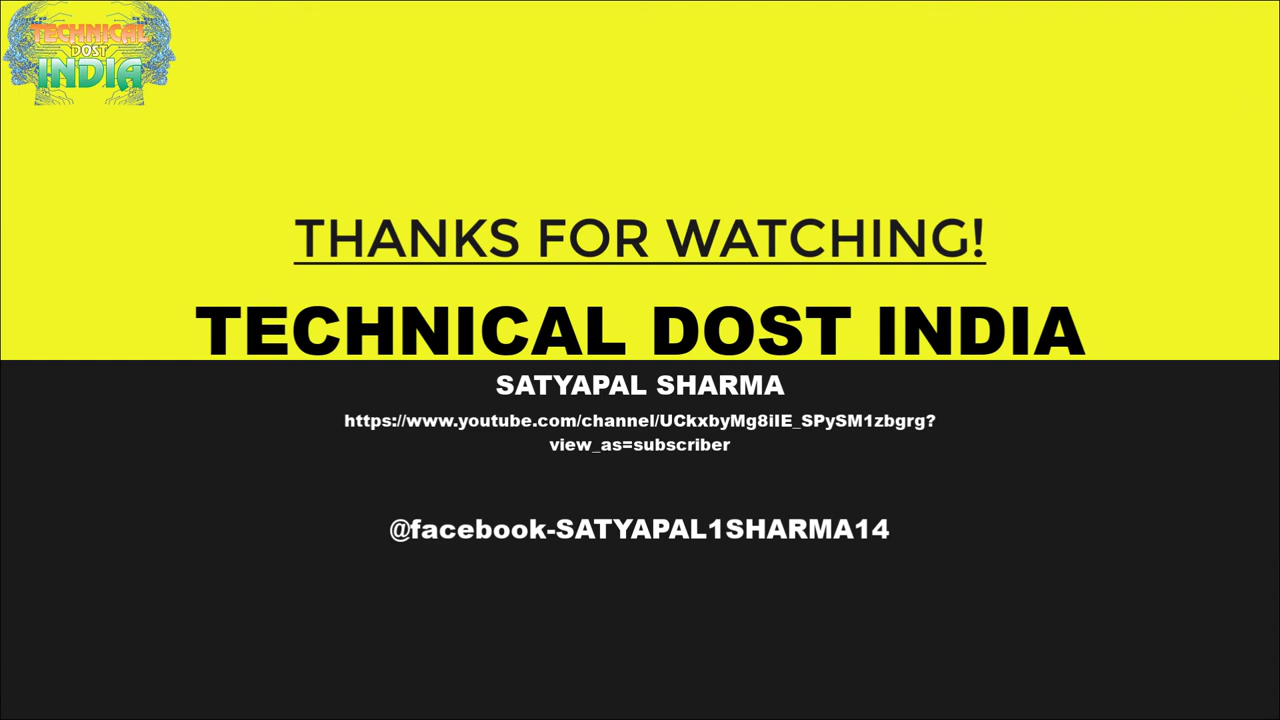 TECHNICAL
DOST
INDIA
THANKS FOR WATCHING!
TECHNICAL DOST INDIA
SATYAPAL SHARMA
https://www.youtube.com/channel/UCkxbyMg8iIE_SPySM1zbgrg?
view_as=subscriber
@facebook-SATYAPAL1SHARMA14